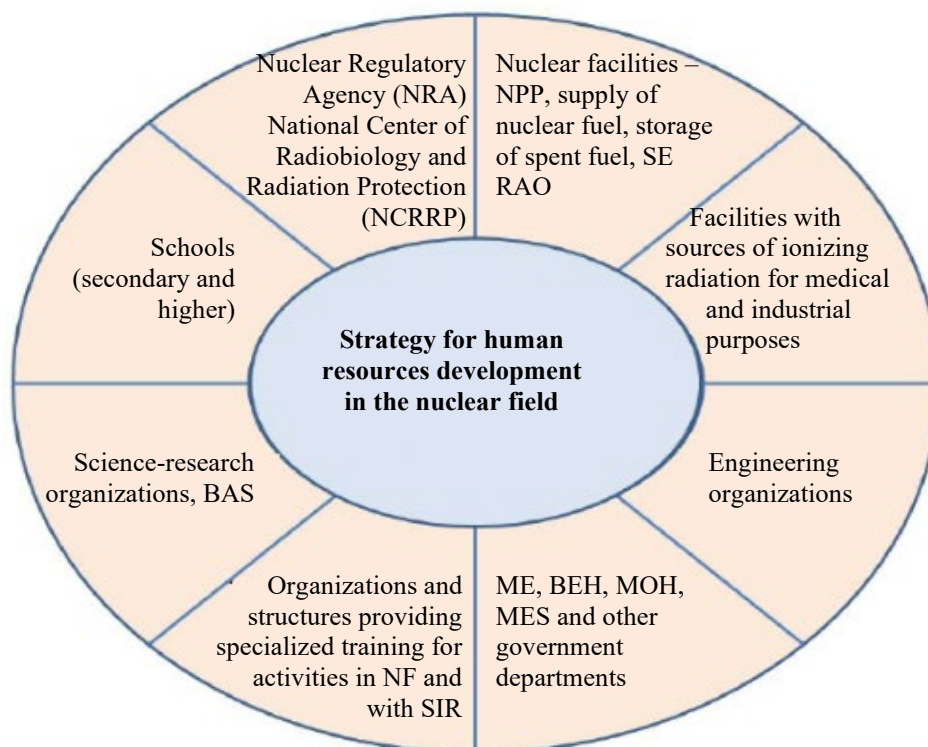 Nuclear Regulatory
Agency (NRA)
National Center of
Radiobiology and
Radiation Protection
(NCRRP)
Nuclear facilities –
NPP, supply of
nuclear fuel, storage
of spent fuel, SE
RAO
Schools
(secondary and
higher)
Facilities with
sources of ionizing
radiation for medical
and industrial
purposes
Strategy for human
resources development
in the nuclear field
Science-research
organizations, BAS
Engineering
organizations
Organizations and
structures providing
specialized training for
activities in NF and
with SIR
ME, BEH, MOH,
MES and other
government
departments